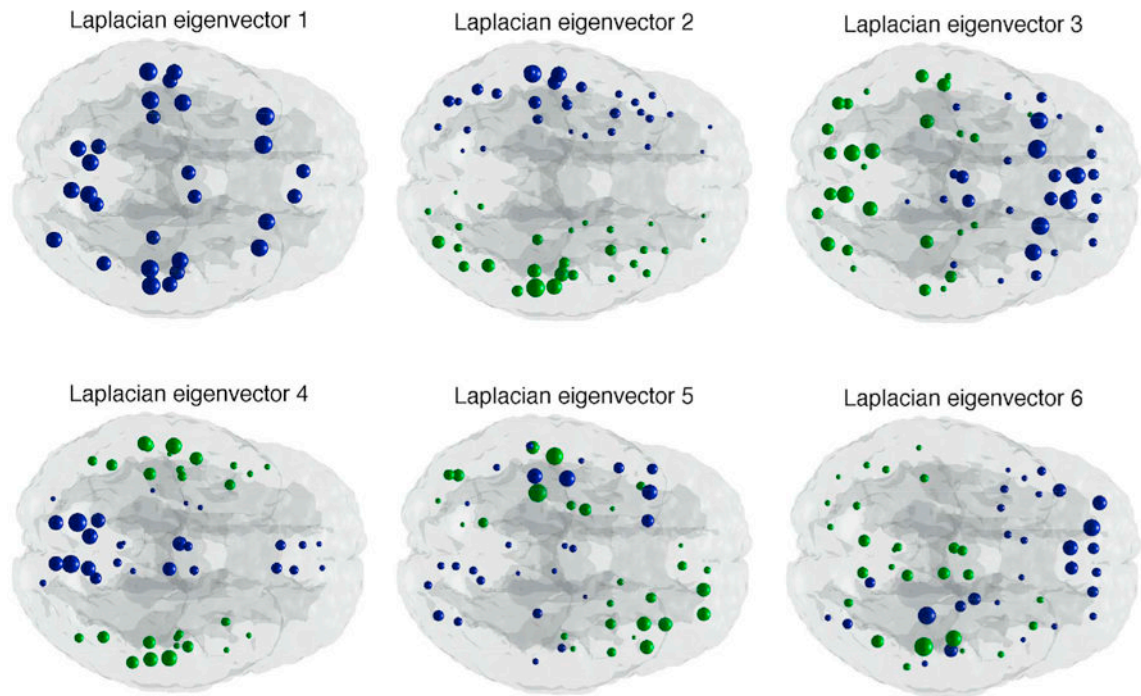 Laplacian eigenvector 1
Laplacian eigenvector 2
Laplacian eigenvector 3
Laplacian eigenvector 4
Laplacian eigenvector 5
Laplacian eigenvector 6